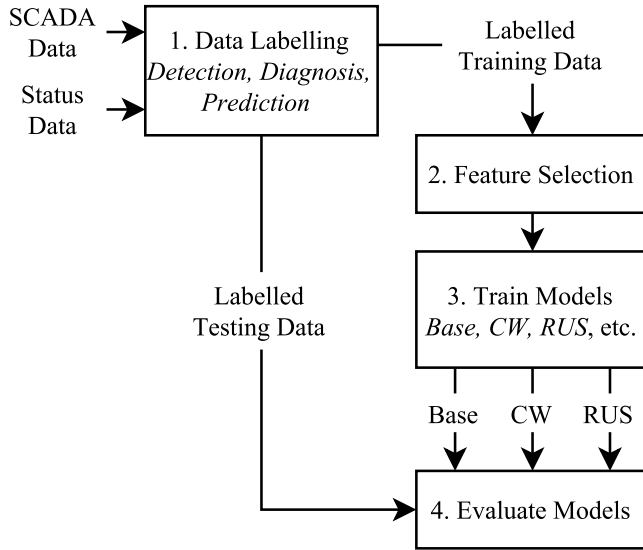 SCADA
Data
Status
Data
1. Data Labelling
Detection, Diagnosis,
Prediction
Labelled
Training Data
2. Feature Selection
3. Train Models
Base, CW, RUS, etc.
Labelled
Testing Data
Base CW RUS
4. Evaluate Models